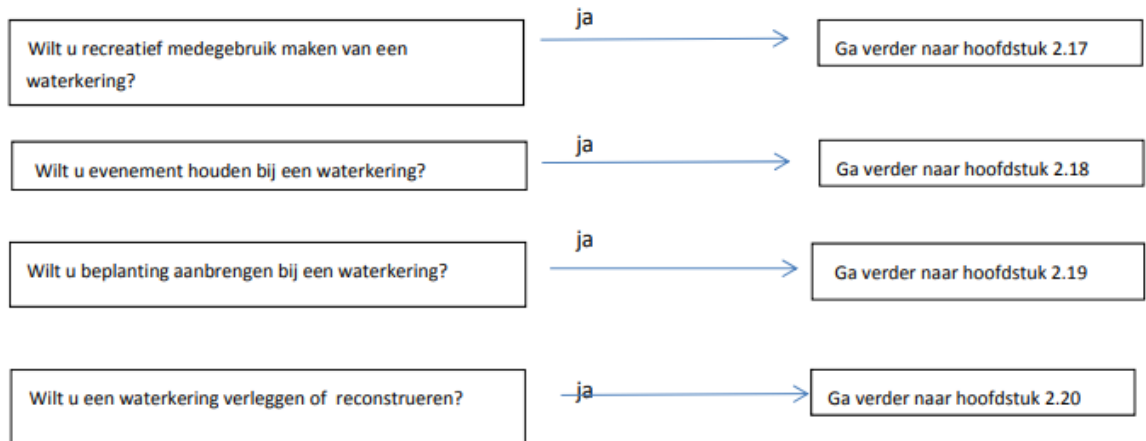 ja
Wilt u recreatief medegebruik maken van een
waterkering?
Ga verder naar hoofdstuk 2.17
ja
Wilt u evenement houden bij een waterkering?
Ga verder naar hoofdstuk 2.18
ja
Wilt u beplanting aanbrengen bij een waterkering?
Ga verder naar hoofdstuk 2.19
Wilt u een waterkering verleggen of reconstrueren?
ja
Ga verder naar hoofdstuk 2.20